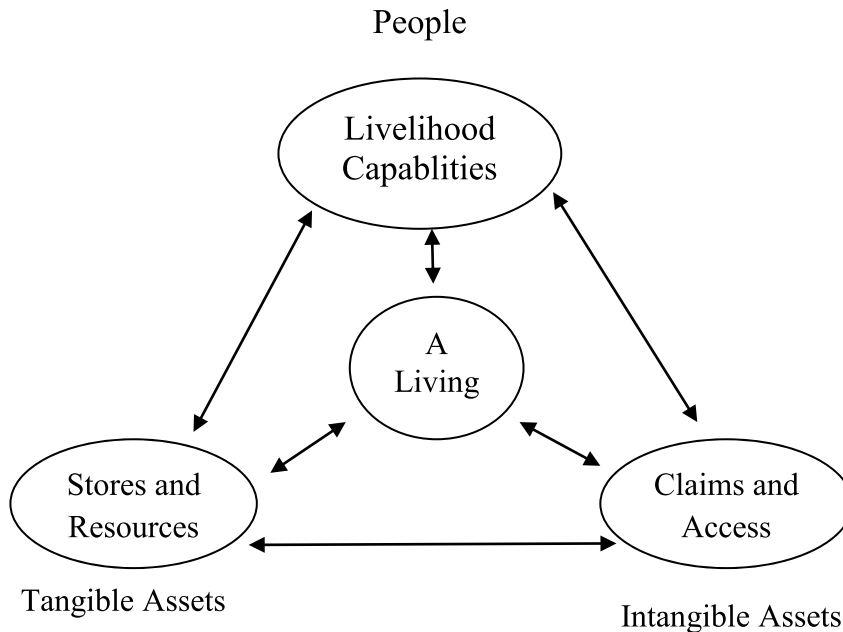 People
Livelihood
Capablities
A
Living
Stores and
Resources
Claims and
Access
Tangible Assets
Intangible Assets